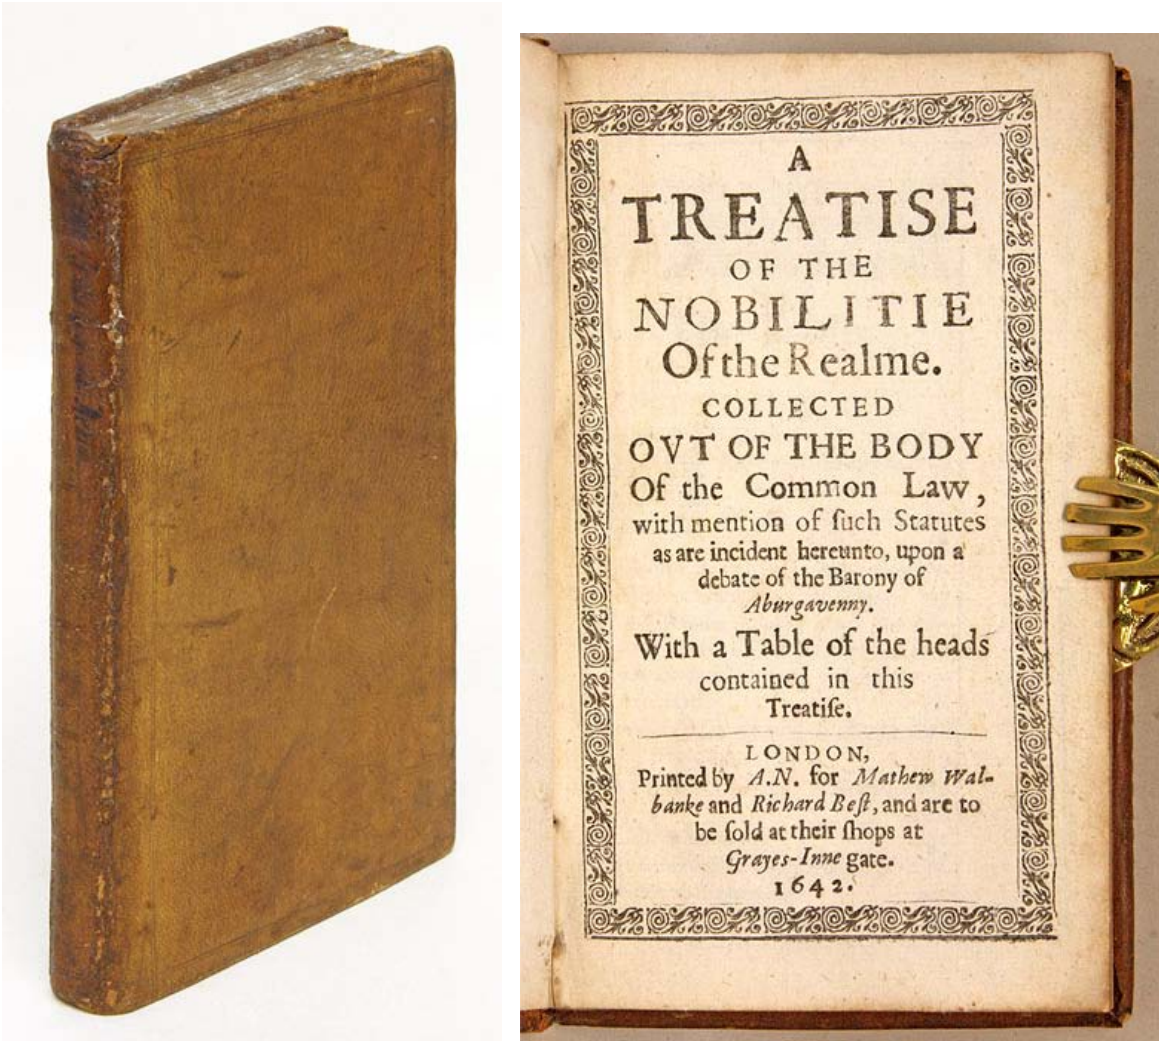 A
TREATISE
OF THE
NOBILITIE
Of the Realme.
COLLECTED
OVT OF THE BODY
Of the Common Law,
with mention of ſuch Statutes
as are incident hereunto, upon a
debate of the Barony of
Aburgavenny.
With a Table of the heads
contained in this
Treatiſe.
LONDON,
Printed by A.N. for Mathew Wal-
banke and Richard Beſt, and are to
be ſold at their ſhops at
Grayes-Inne gate.
1642.